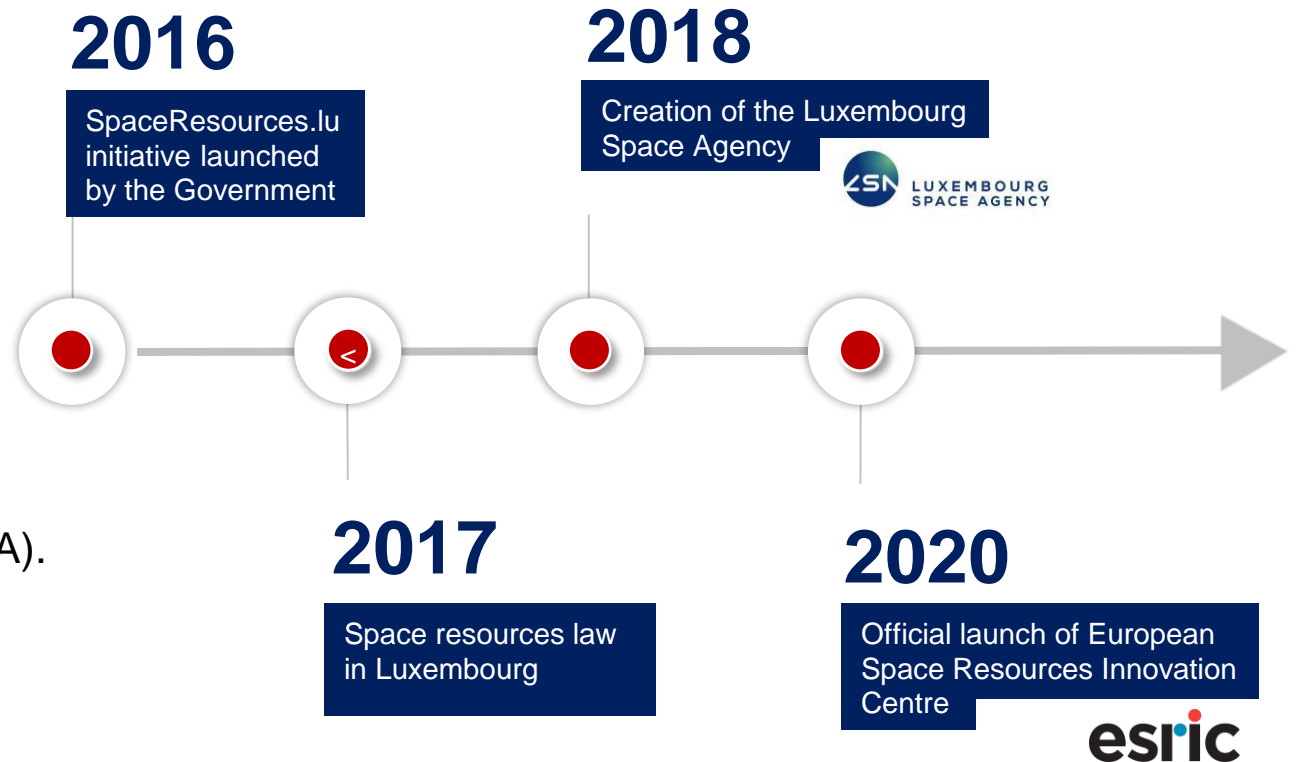 2016
SpaceResources.lu
initiative launched
by the Government
2018
Creation of the Luxembourg
Space Agency
LSA
LUXEMBOURG
SPACE AGENCY
<
A).
2017
Space resources law
in Luxembourg
2020
Official launch of European
Space Resources Innovation
Centre
esric